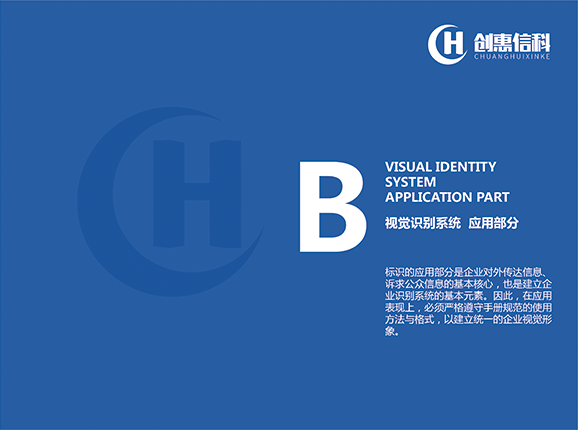 CH 创惠信科
CHUANGHUIXINKE
CH
B
VISUAL IDENTITY
SYSTEM
APPLICATION PART
视觉识别系统 应用部分
标识的应用部分是企业对外传达信息、
诉求公众信息的基本核心，也是建立企
业识别系统的基本元素。因此，在应用
表现上，必须严格遵守手册规范的使用
方法与格式，以建立统一的企业视觉形
象。